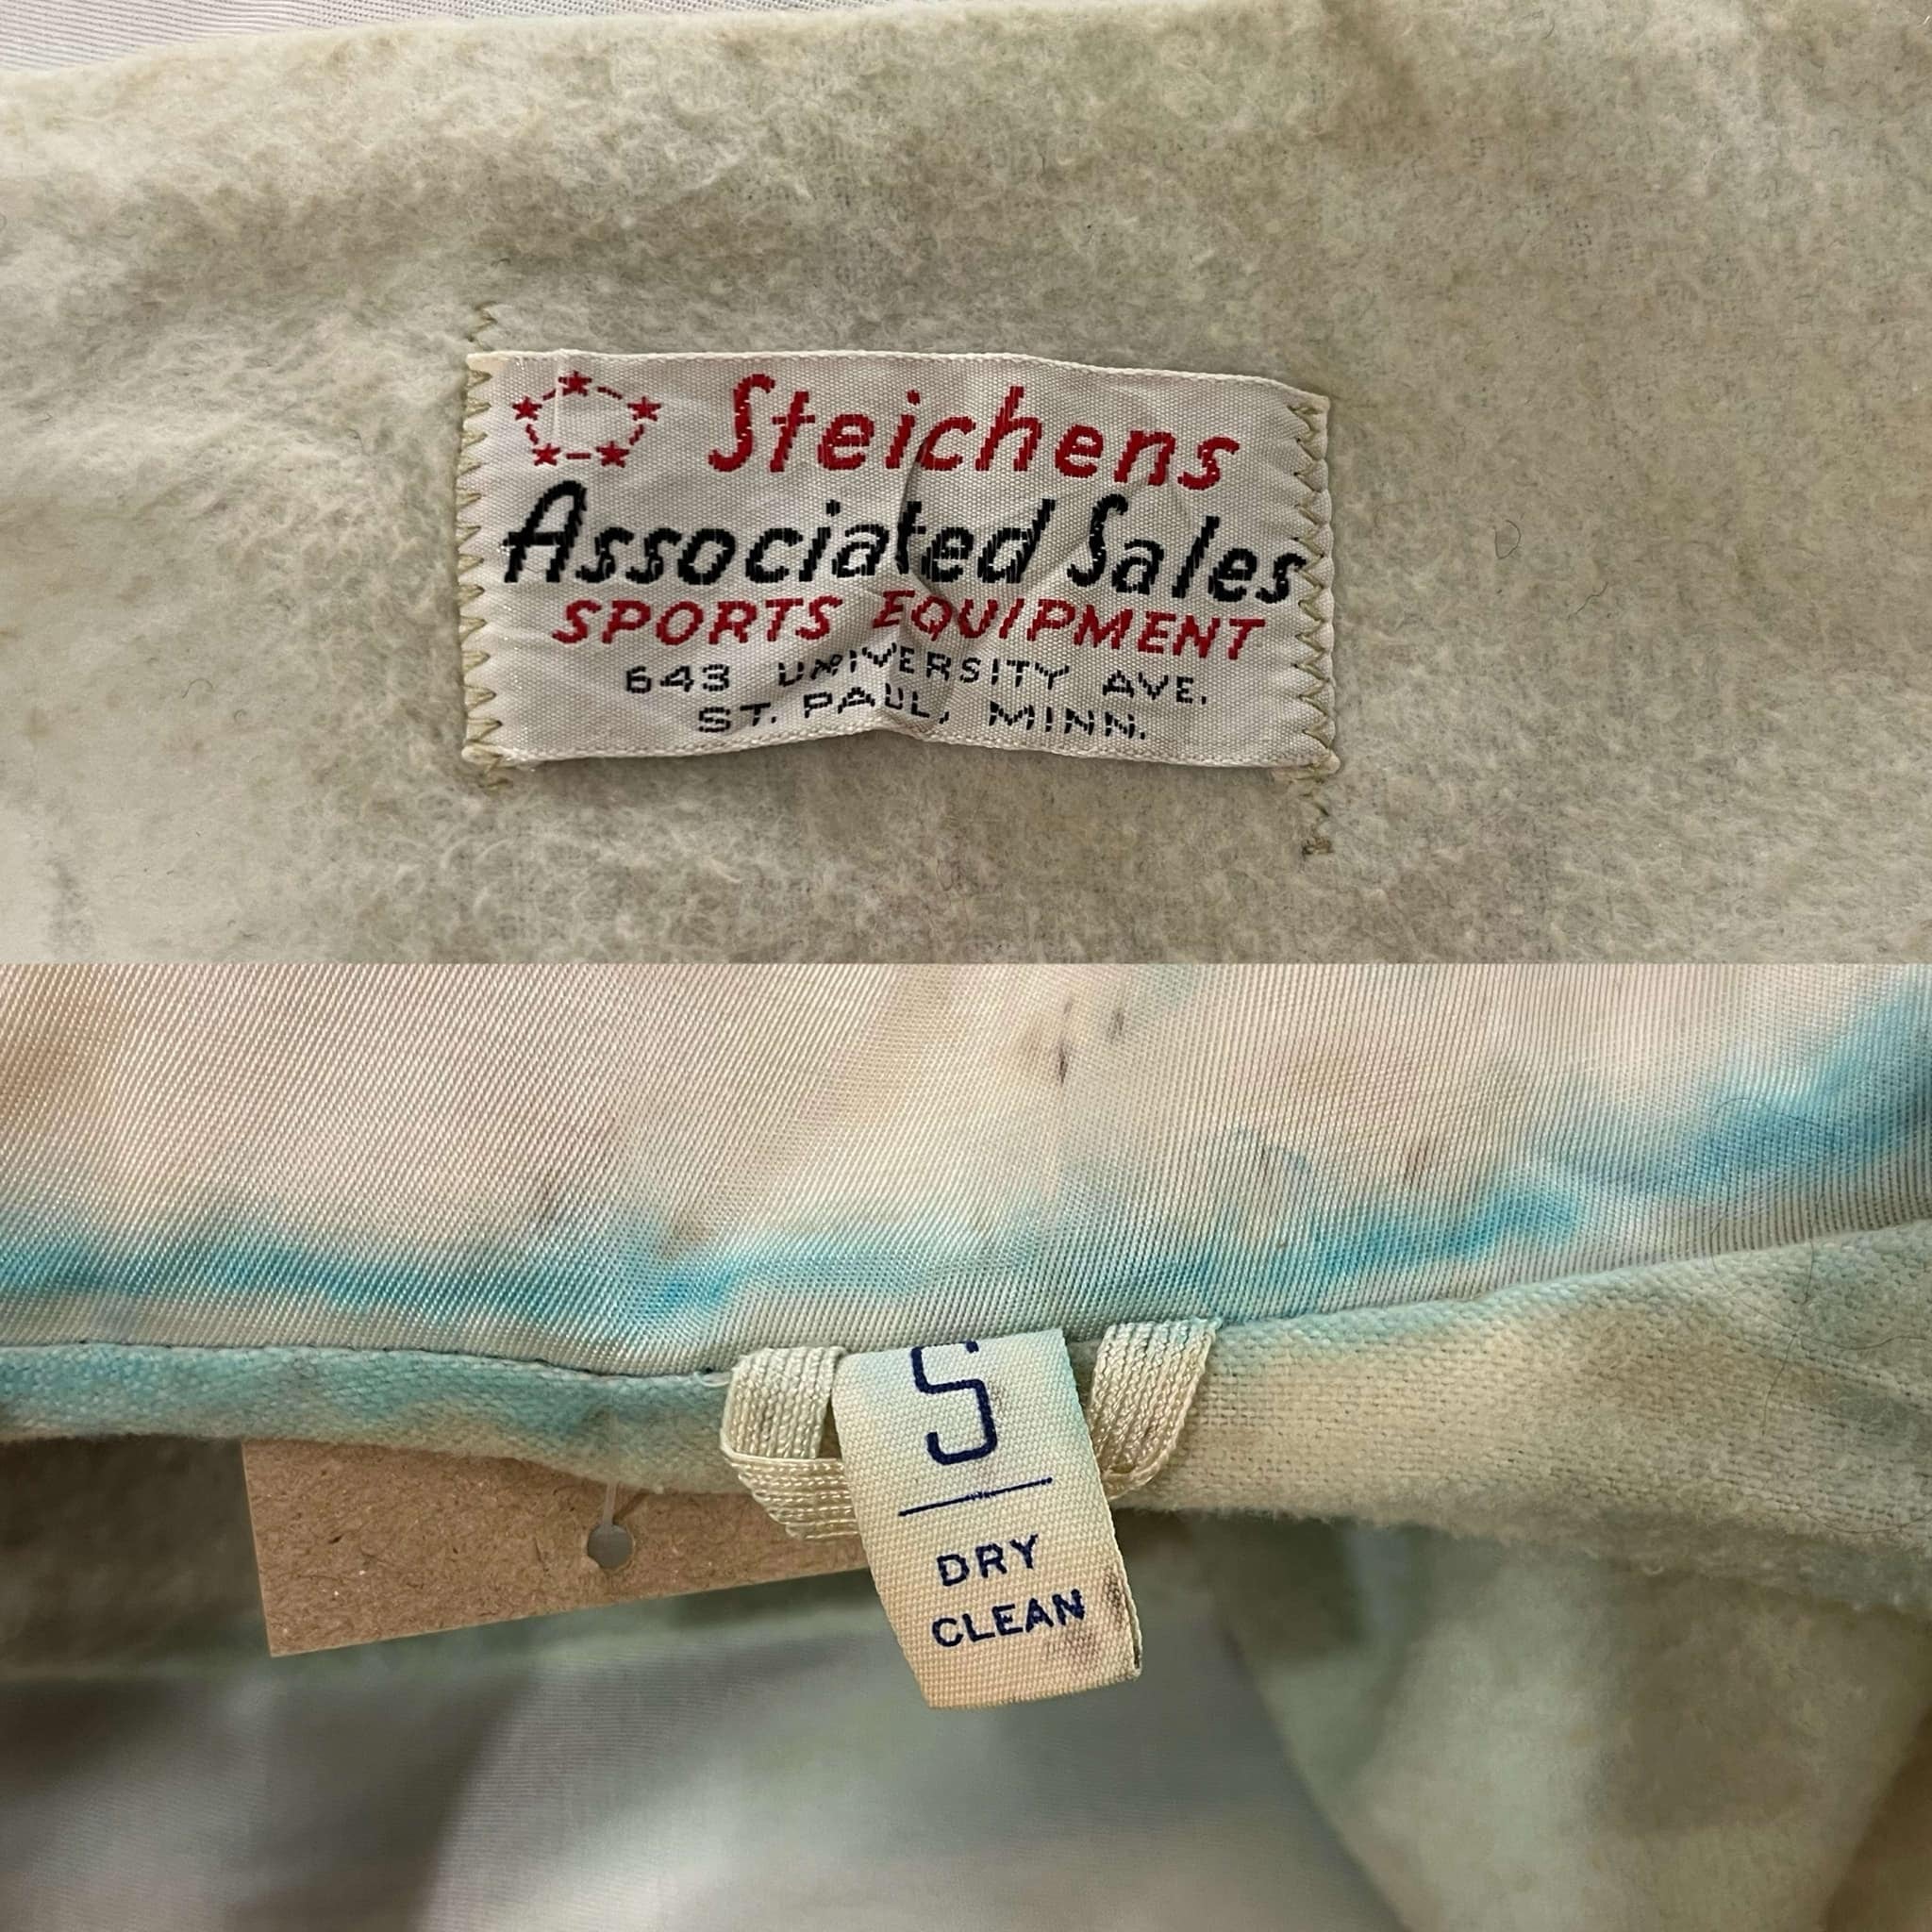 Steichens
Associated Sales
SPORTS EQUIPMENT
643 UNIVERSITY AVE.
ST. PAUL, MINN.
S
DRY
CLEAN